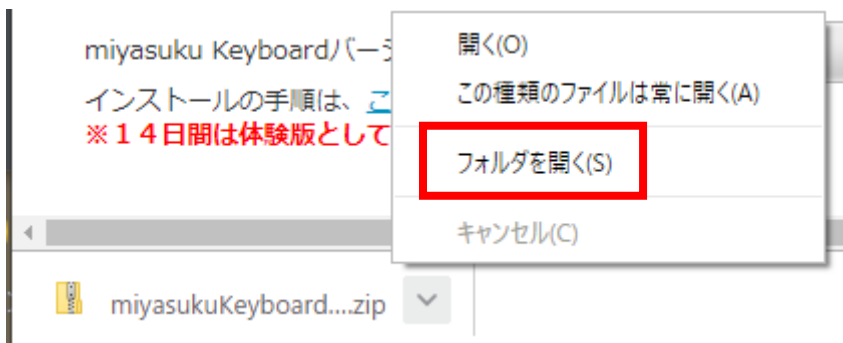 miyasuku Keyboardバー
インストールの手順は、こ
※１４日間は体験版として
開く(O)
この種類のファイルは常に開く(A)
フォルダを開く(S)
キャンセル(C)
miyasukuKeyboard....zip